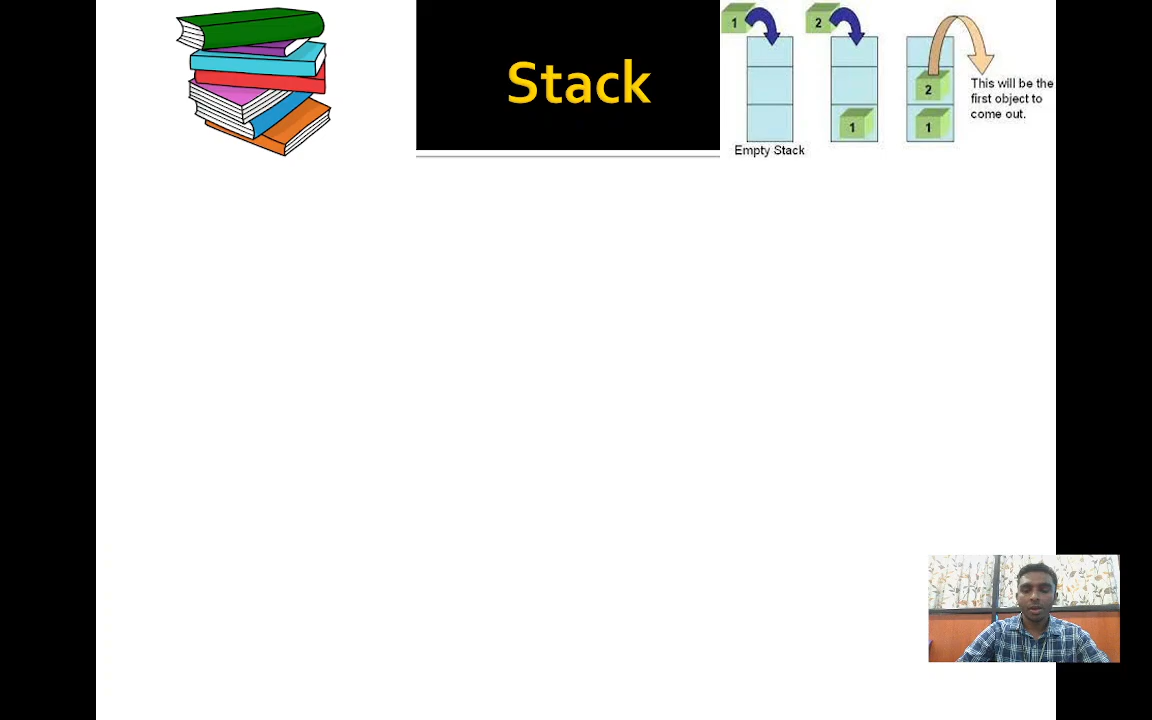 Stack
1
2
2
1
1
This will be the
first object to
come out.
Empty Stack